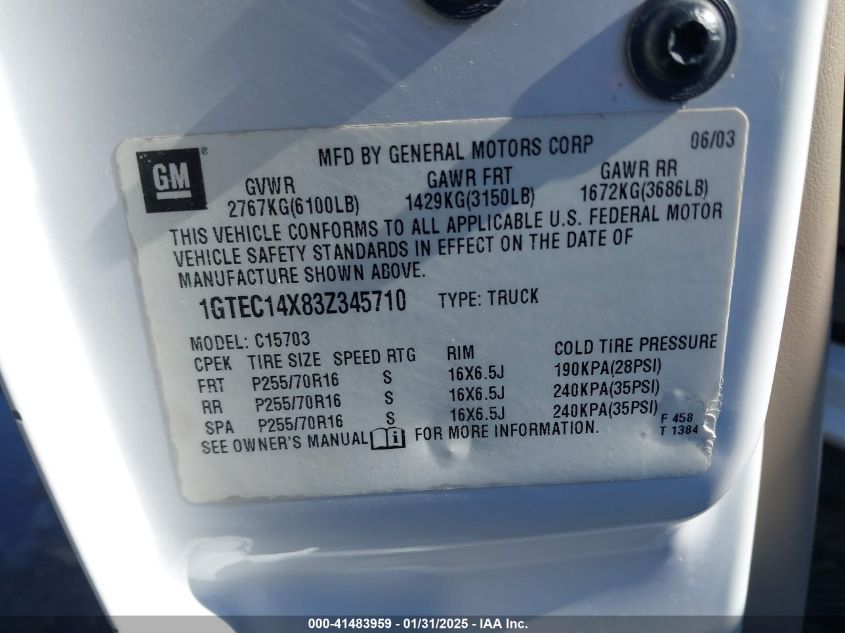 GM®
MFD BY GENERAL MOTORS CORP 06/03
GVWR GAWR FRT GAWR RR
2767KG(6100LB) 1429KG(3150LB) 1672KG(3686LB)
THIS VEHICLE CONFORMS TO ALL APPLICABLE U.S. FEDERAL MOTOR
VEHICLE SAFETY STANDARDS IN EFFECT ON THE DATE OF
MANUFACTURE SHOWN ABOVE.
1GTEC14X83Z345710 TYPE: TRUCK
MODEL: C15703
CPEK TIRE SIZE SPEED RTG RIM COLD TIRE PRESSURE
FRT P255/70R16 S 16X6.5J 190KPA(28PSI)
RR P255/70R16 S 16X6.5J 240KPA(35PSI)
SPA P255/70R16 S 16X6.5J 240KPA(35PSI)
SEE OWNER'S MANUAL i FOR MORE INFORMATION.
F 458
T 1384
000-41483959 - 01/31/2025 - IAA Inc.